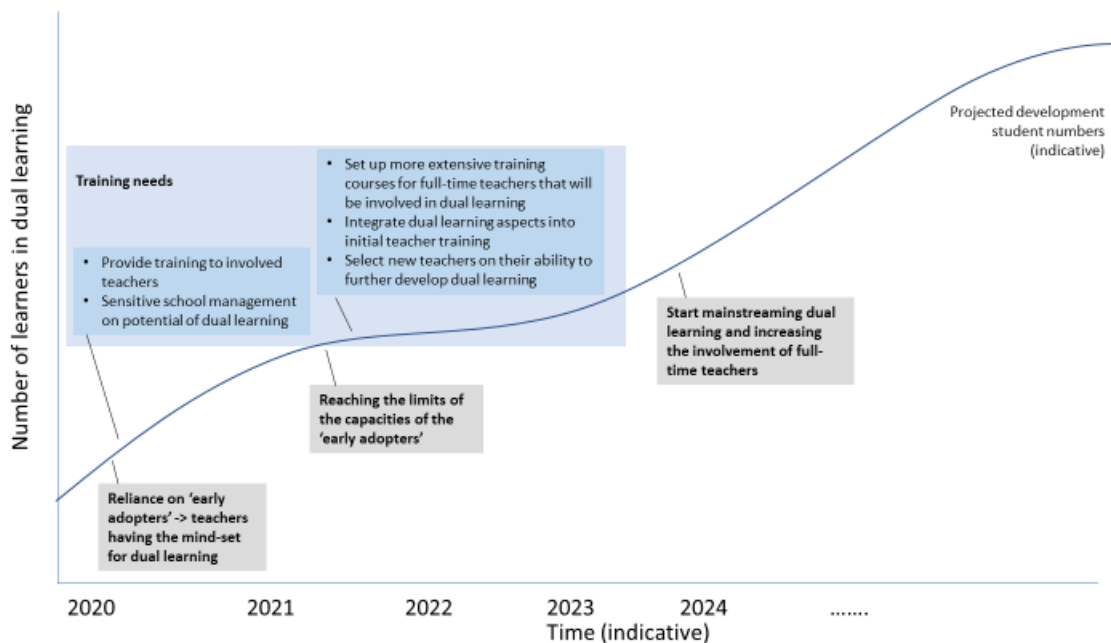 Number of learners in dual learning
Projected development
student numbers
(indicative)
Training needs
• Set up more extensive training
courses for full-time teachers that will
be involved in dual learning
• Integrate dual learning aspects into
initial teacher training
• Select new teachers on their ability to
further develop dual learning
• Provide training to involved
teachers
• Sensitive school management
on potential of dual learning
Start mainstreaming dual
learning and increasing
the involvement of full-
time teachers
Reaching the limits of
the capacities of the
‘early adopters’
Reliance on ‘early
adopters’ -> teachers
having the mind-set
for dual learning
2020 2021 2022 2023 2024 …….
Time (indicative)